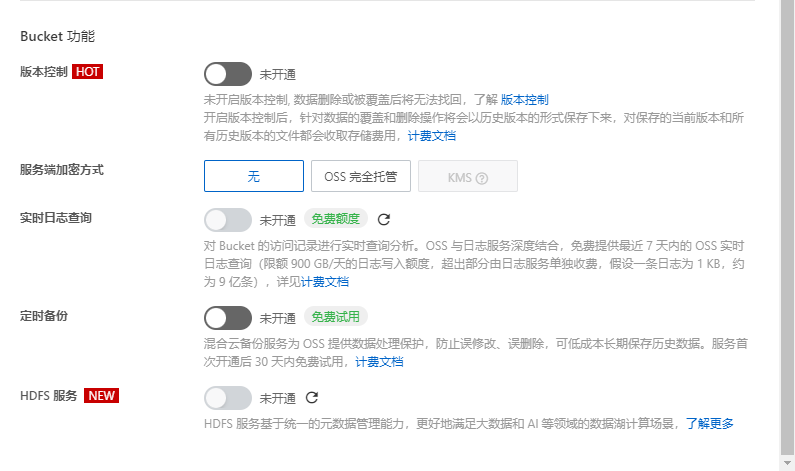 Bucket 功能
版本控制 HOT
未开通
未开启版本控制, 数据删除或被覆盖后将无法找回，了解 版本控制
开启版本控制后，针对数据的覆盖和删除操作将会以历史版本的形式保存下来，对保存的当前版本和所
有历史版本的文件都会收取存储费用，计费文档
服务端加密方式
无
OSS 完全托管
KMS
实时日志查询
未开通 免费额度
对 Bucket 的访问记录进行实时查询分析。OSS 与日志服务深度结合，免费提供最近 7 天内的 OSS 实时
日志查询（限额 900 GB/天的日志写入额度，超出部分由日志服务单独收费，假设一条日志为 1 KB，约
为 9 亿条），详见计费文档
定时备份
未开通 免费试用
混合云备份服务为 OSS 提供数据处理保护，防止误修改、误删除，可低成本长期保存历史数据。服务首
次开通后 30 天内免费试用，计费文档
HDFS 服务 NEW
未开通
HDFS 服务基于统一的元数据管理能力，更好地满足大数据和 AI 等领域的数据湖计算场景，了解更多